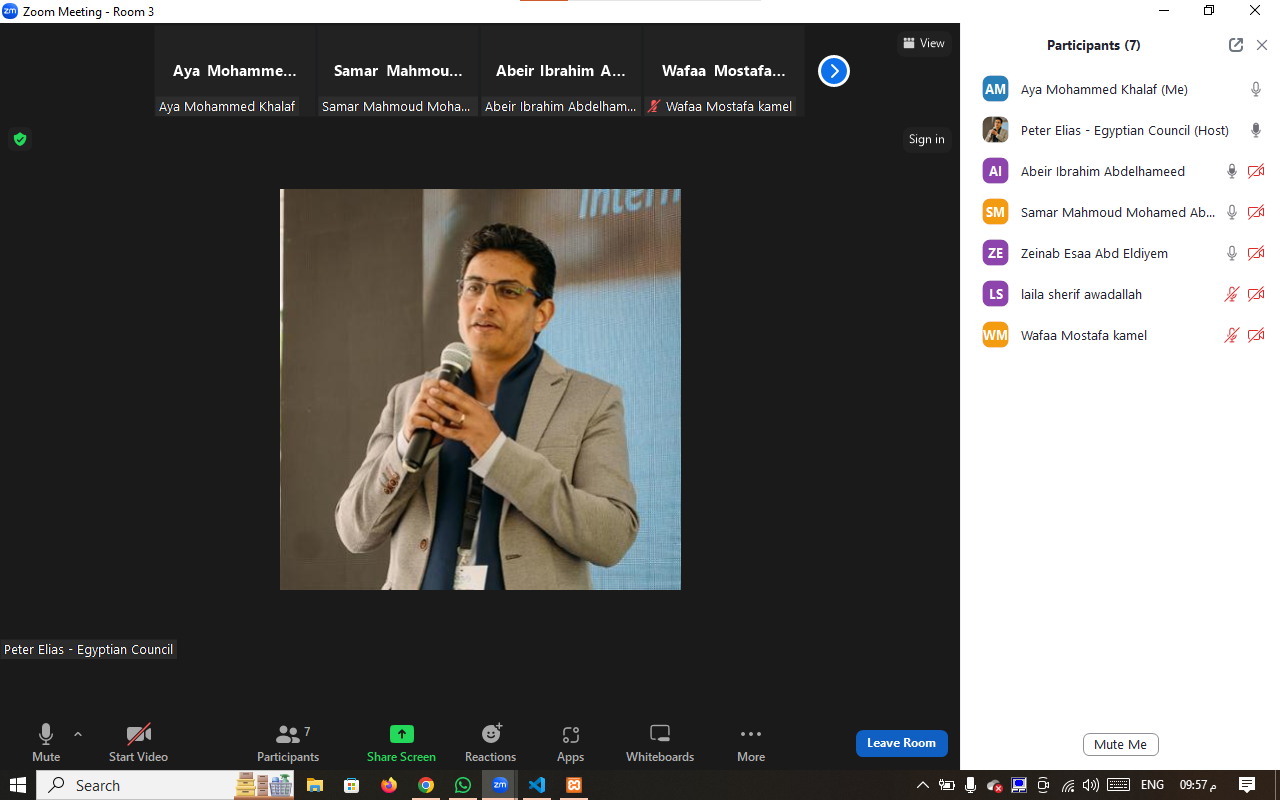 Zoom Meeting - Room 3
Aya Mohamme...
Samar Mahmou...
Abeir Ibrahim A...
Wafaa Mostafa...
Aya Mohammed Khalaf
Samar Mahmoud Moha...
Abeir Ibrahim Abdelham...
Wafaa Mostafa kamel
View
Sign in
Intern
Peter Elias - Egyptian Council
Participants (7)
AM Aya Mohammed Khalaf (Me)
Peter Elias - Egyptian Council (Host)
AI Abeir Ibrahim Abdelhameed
SM Samar Mahmoud Mohamed Ab...
ZE Zeinab Esaa Abd Eldiyem
LS laila sherif awadallah
WM Wafaa Mostafa kamel
Mute Me
Mute
Start Video
7
Participants
Share Screen
Reactions
Apps
Whiteboards
More
Leave Room
Search
ENG
09:57 م